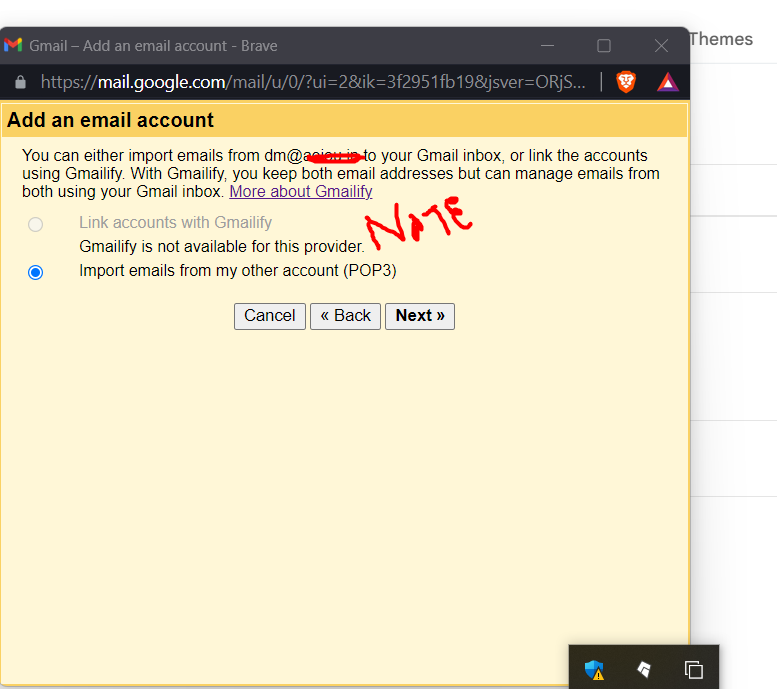 Themes
Gmail – Add an email account - Brave
https://mail.google.com/mail/u/0/?ui=2&ik=3f2951fb19&jsver=ORjS...
Add an email account
You can either import emails from dm@ to your Gmail inbox, or link the accounts
using Gmailify. With Gmailify, you keep both email addresses but can manage emails from
both using your Gmail inbox. More about Gmailify
NOTE
Link accounts with Gmailify
Gmailify is not available for this provider.
Import emails from my other account (POP3)
Cancel « Back Next »